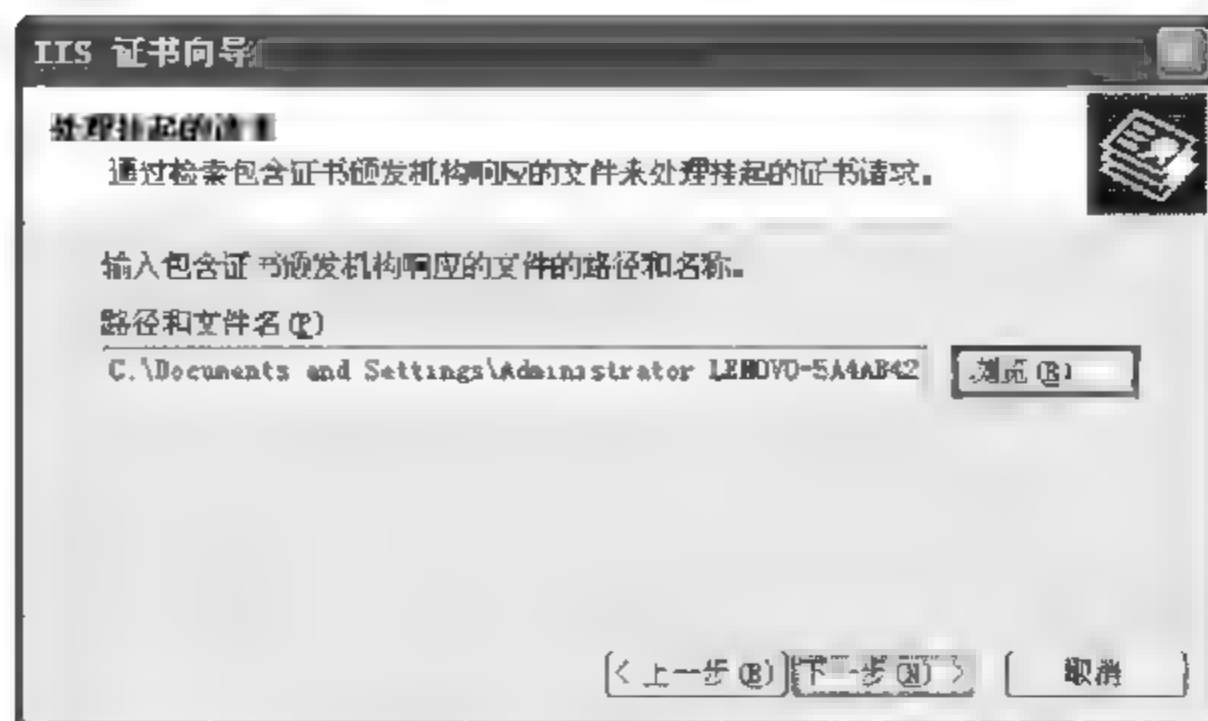 IIS 证书向导
处理挂起的请求
通过检索包含证书颁发机构响应的文件来处理挂起的证书请求。
输入包含证书颁发机构响应的文件的路径和名称。
路径和文件名(P)
C:\Documents and Settings\Administrator LENOVO-5A4AB42
浏览(R)
< 上一步(B) 下一步(N) > 取消